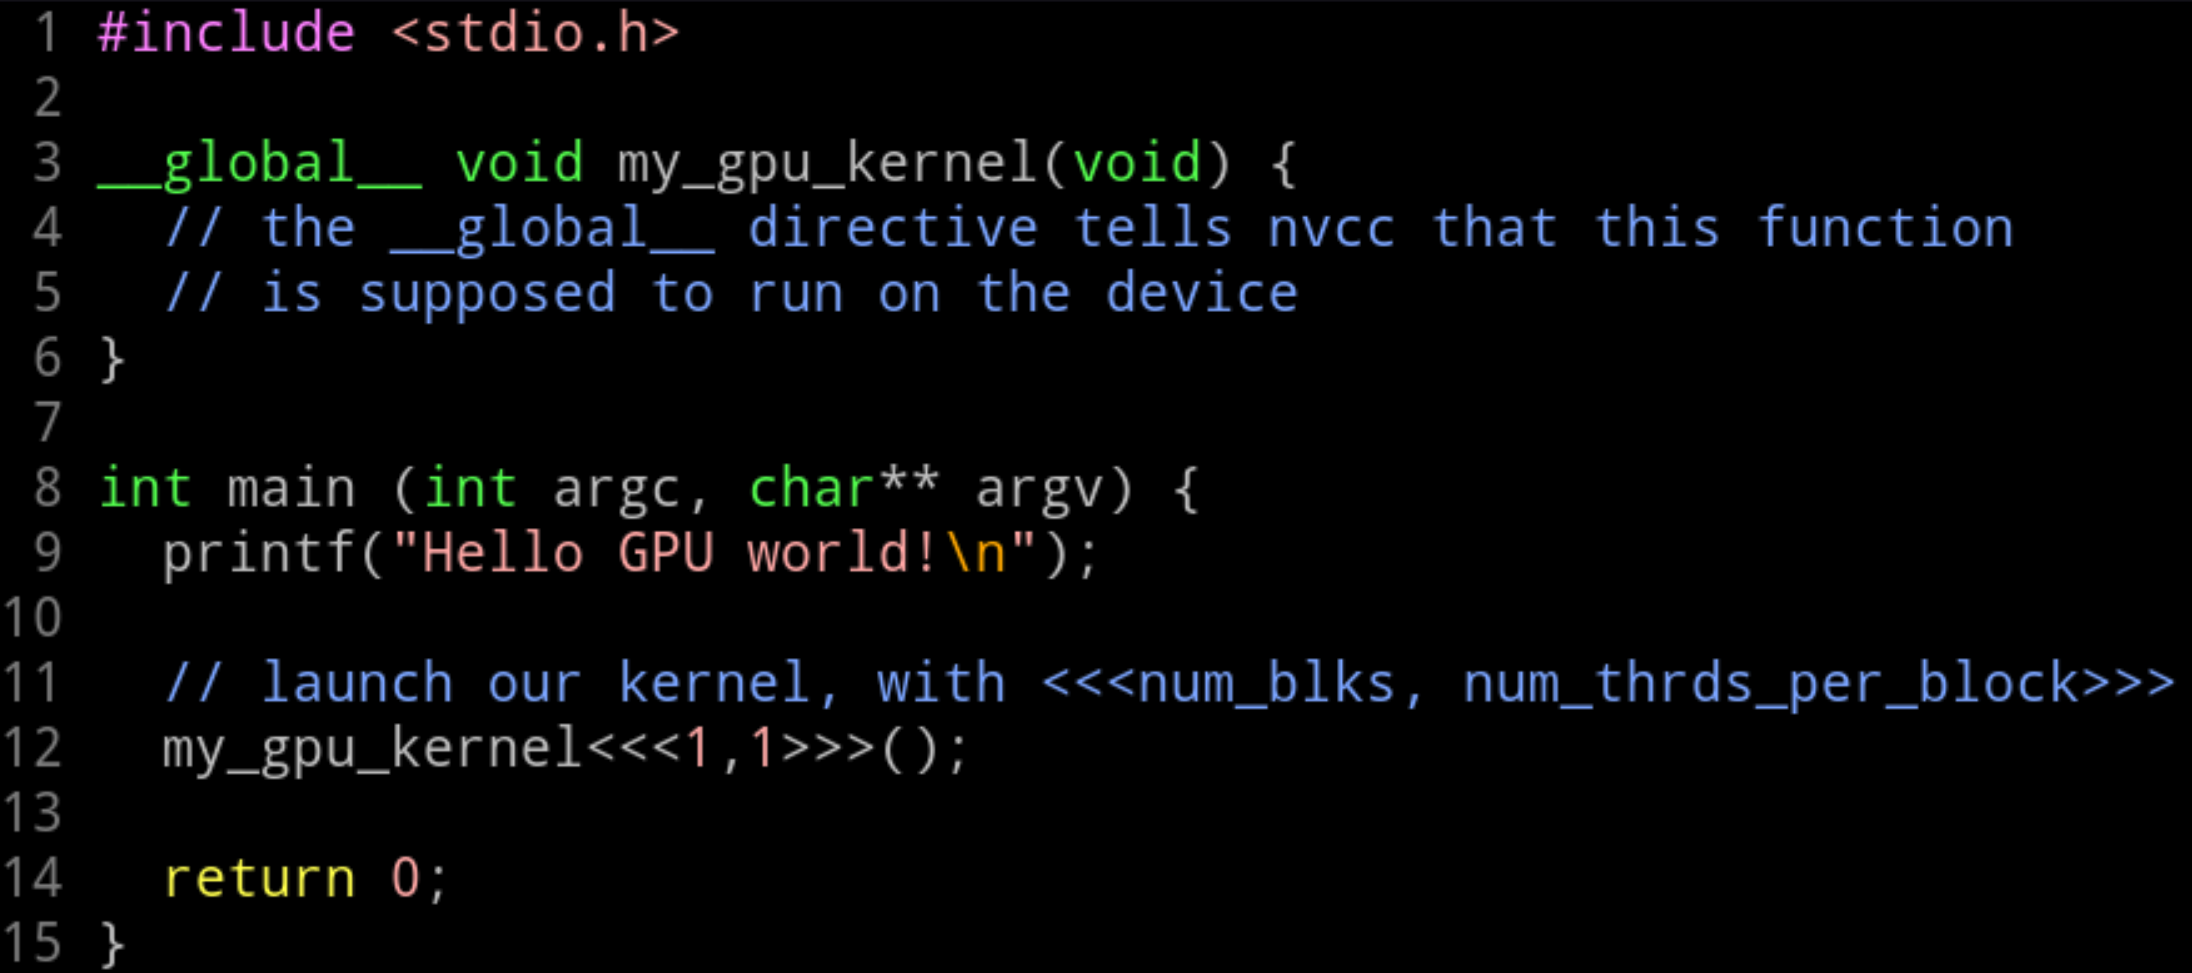 1 #include <stdio.h>
2
3 __global__ void my_gpu_kernel(void) {
4   // the __global__ directive tells nvcc that this function
5   // is supposed to run on the device
6 }
7
8 int main (int argc, char** argv) {
9   printf("Hello GPU world!\n");
10
11   // launch our kernel, with <<<num_blks, num_thrds_per_block>>>
12   my_gpu_kernel<<<1,1>>>();
13
14   return 0;
15 }